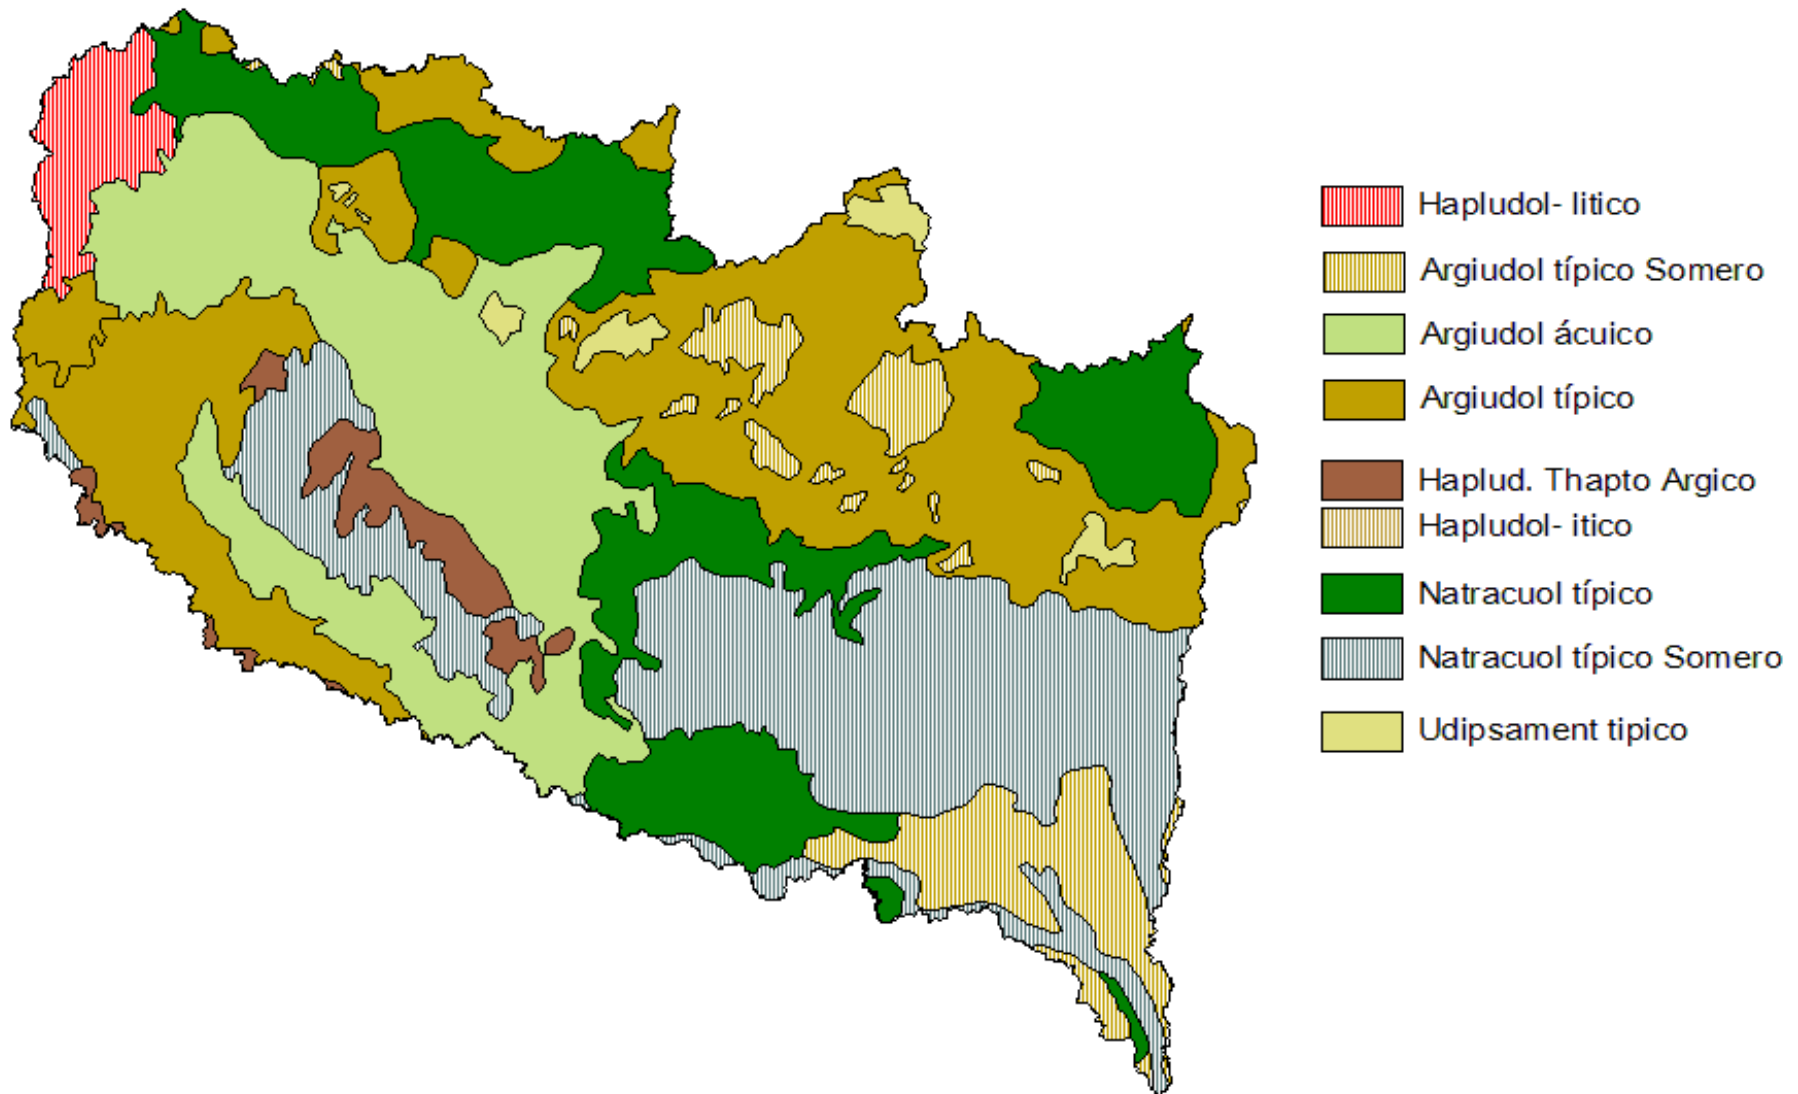 Hapludol- litico
Argiudol típico Somero
Argiudol ácuico
Argiudol típico
Haplud. Thapto Argico
Hapludol- itico
Natracuol típico
Natracuol típico Somero
Udipsament tipico